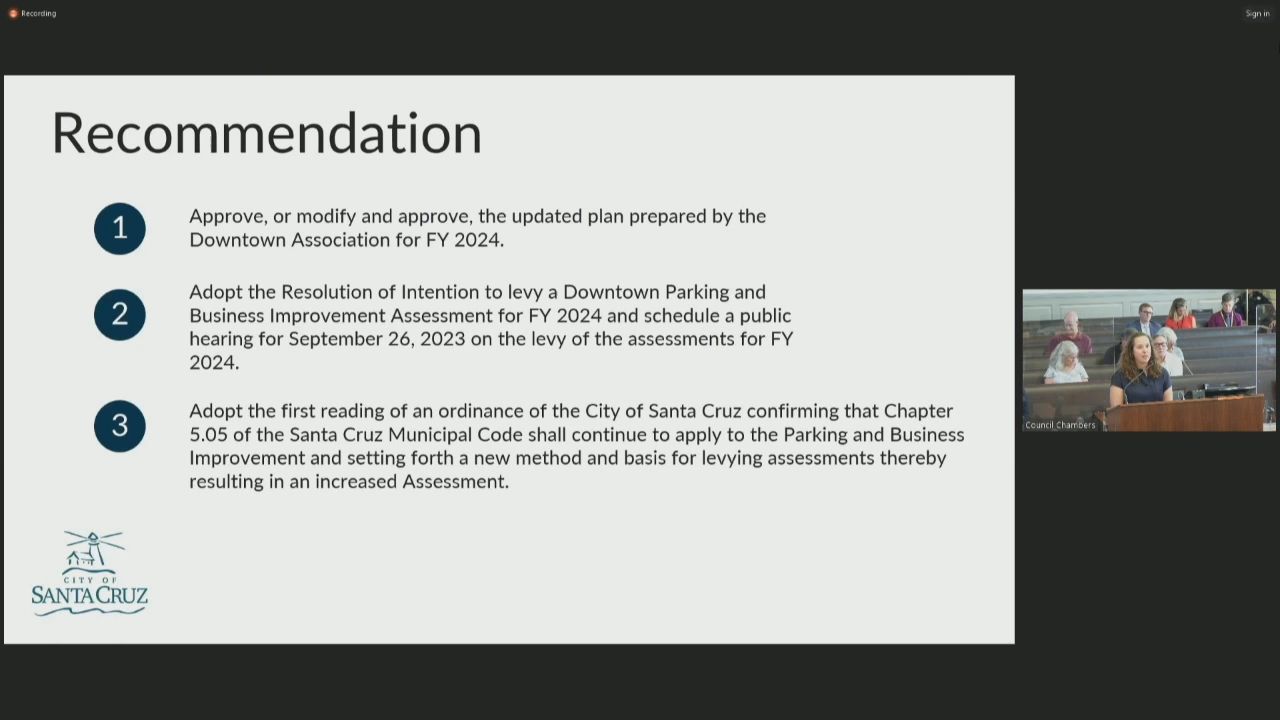 Recording
Sign in
Recommendation
1
Approve, or modify and approve, the updated plan prepared by the
Downtown Association for FY 2024.
2
Adopt the Resolution of Intention to levy a Downtown Parking and
Business Improvement Assessment for FY 2024 and schedule a public
hearing for September 26, 2023 on the levy of the assessments for FY
2024.
3
Adopt the first reading of an ordinance of the City of Santa Cruz confirming that Chapter
5.05 of the Santa Cruz Municipal Code shall continue to apply to the Parking and Business
Improvement and setting forth a new method and basis for levying assessments thereby
resulting in an increased Assessment.
CITY OF
SANTA CRUZ
Council Chambers